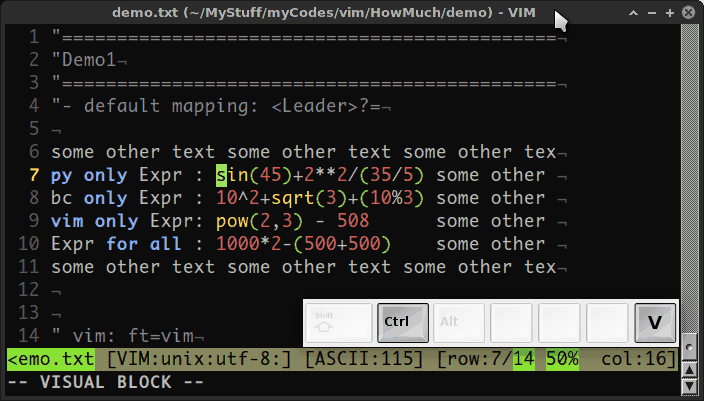 demo.txt (~/MyStuff/myCodes/vim/HowMuch/demo) - VIM
1 "=============================================¬
2 "Demo1¬
3 "=============================================¬
4 "- default mapping: <Leader>?=¬
5 ¬
6 some other text some other text some other tex¬
7 py only Expr : sin(45)+2**2/(35/5) some other ¬
8 bc only Expr : 10^2+sqrt(3)+(10%3) some other ¬
9 vim only Expr: pow(2,3) - 508      some other ¬
10 Expr for all : 1000*2-(500+500)    some other ¬
11 some other text some other text some other tex¬
12 ¬
13 ¬
14 " vim: ft=vim¬
Shift Ctrl Alt V
<emo.txt [VIM:unix:utf-8:] [ASCII:115] [row:7/14 50%  col:16]
-- VISUAL BLOCK --